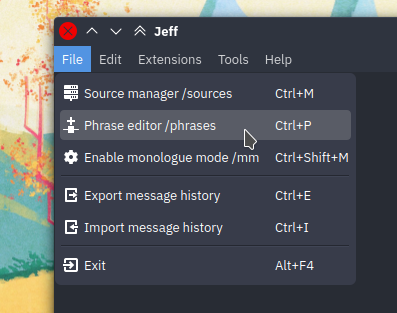 Jeff
File Edit Extensions Tools Help
Source manager /sources Ctrl+M
Phrase editor /phrases Ctrl+P
Enable monologue mode /mm Ctrl+Shift+M
Export message history Ctrl+E
Import message history Ctrl+I
Exit Alt+F4